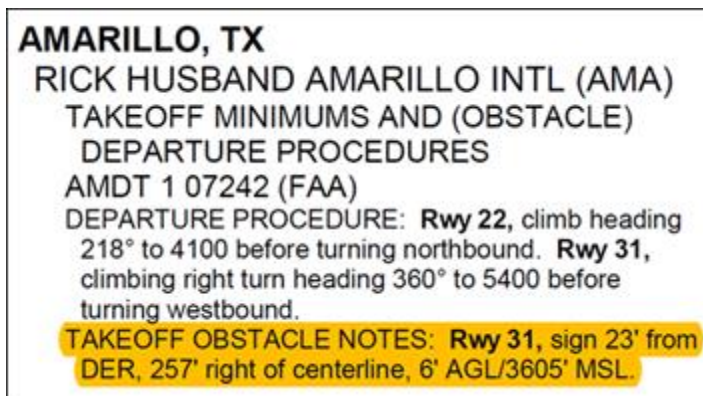 AMARILLO, TX
RICK HUSBAND AMARILLO INTL (AMA)
TAKEOFF MINIMUMS AND (OBSTACLE)
DEPARTURE PROCEDURES
AMDT 1 07242 (FAA)
DEPARTURE PROCEDURE: Rwy 22, climb heading
218° to 4100 before turning northbound. Rwy 31,
climbing right turn heading 360° to 5400 before
turning westbound.
TAKEOFF OBSTACLE NOTES: Rwy 31, sign 23' from
DER, 257' right of centerline, 6' AGL/3605' MSL.